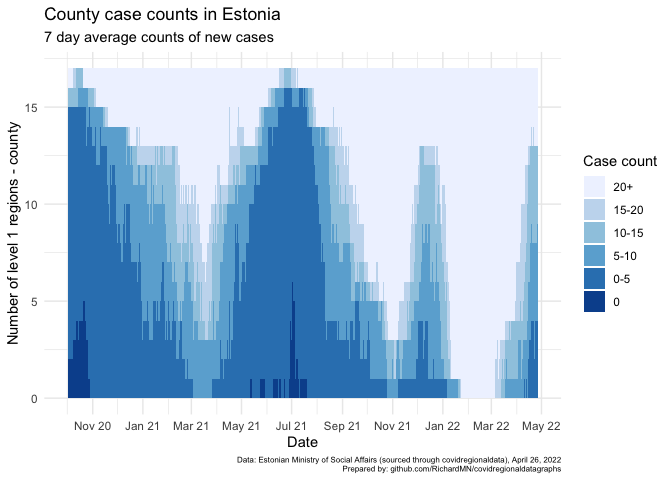 County case counts in Estonia
7 day average counts of new cases
Number of level 1 regions - county
15
10
5
0
Nov 20 Jan 21 Mar 21 May 21 Jul 21 Sep 21 Nov 21 Jan 22 Mar 22 May 22
Date
Case count
20+
15-20
10-15
5-10
0-5
0
Data: Estonian Ministry of Social Affairs (sourced through covidregionaldata), April 26, 2022
Prepared by: github.com/RichardMN/covidregionaldatagraphs